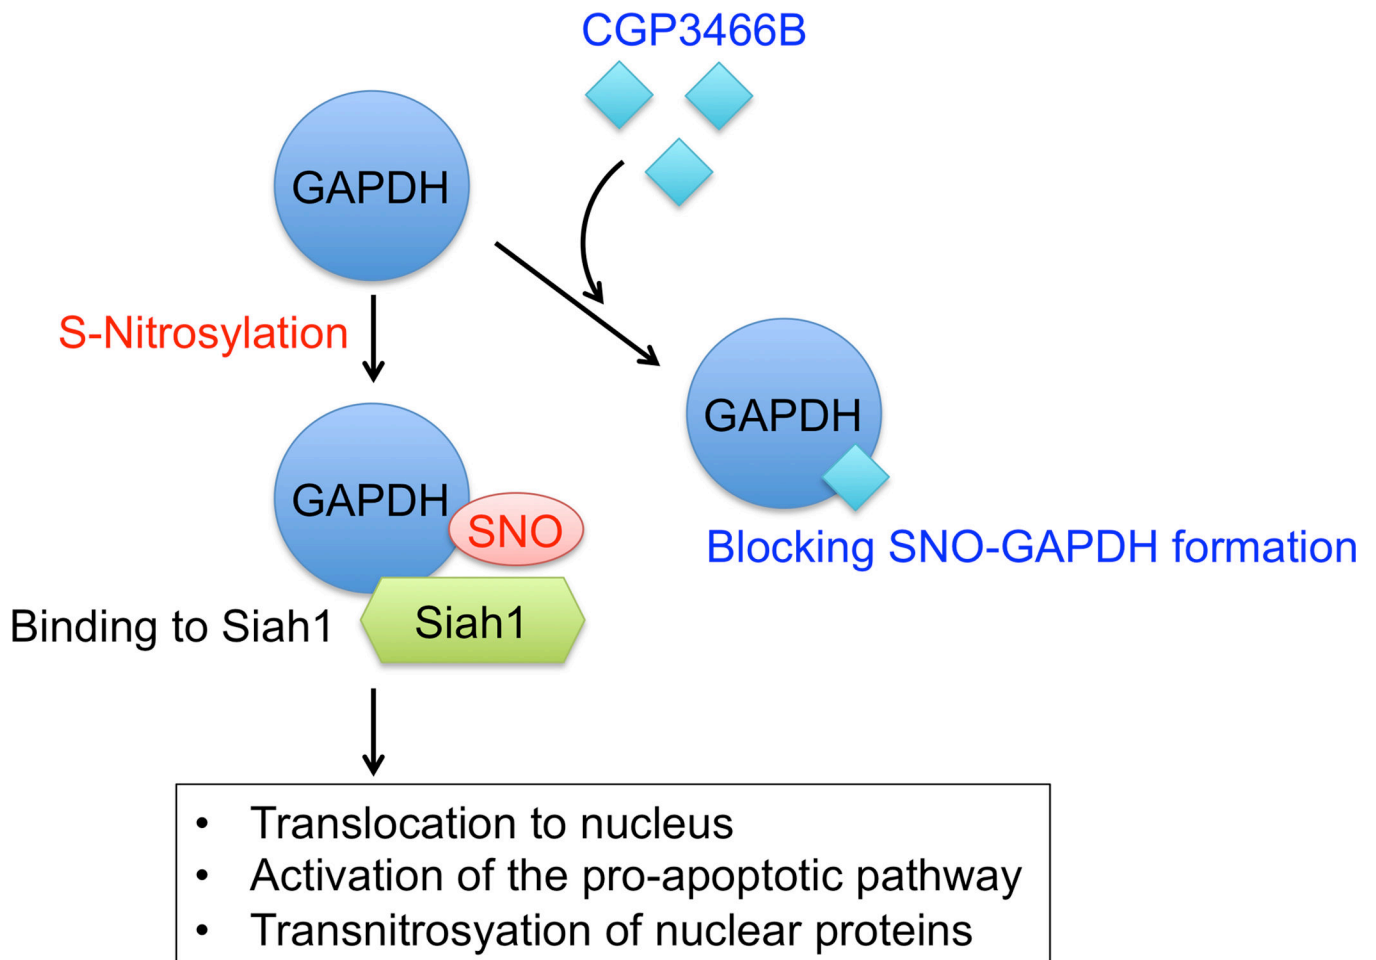 CGP3466B
GAPDH
S-Nitrosylation
GAPDH
GAPDH
SNO
Blocking SNO-GAPDH formation
Binding to Siah1
Siah1
• Translocation to nucleus
• Activation of the pro-apoptotic pathway
• Transnitrosyation of nuclear proteins